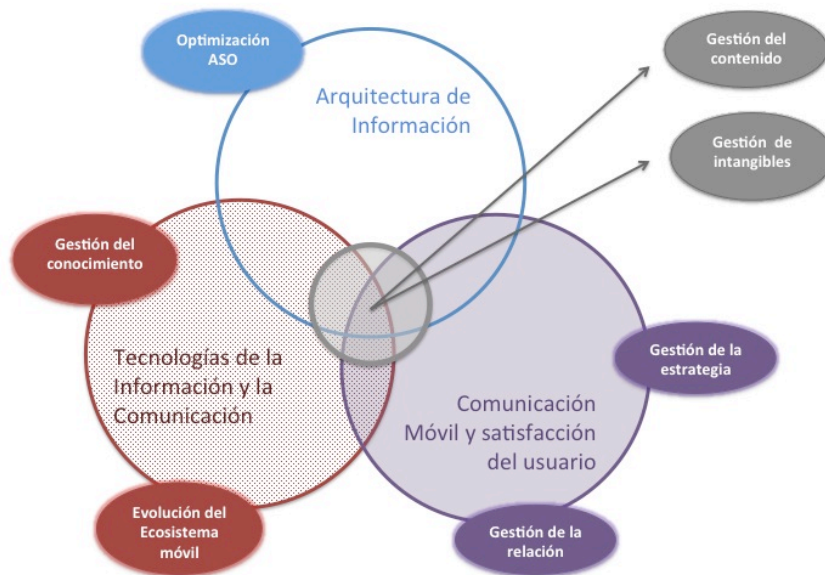 Optimización
ASO
Gestión del
contenido
Arquitectura de
Información
Gestión de
intangibles
Gestión del
conocimiento
Tecnologías de la
Información y la
Comunicación
Gestión de la
estrategia
Comunicación
Móvil y satisfacción
del usuario
Evolución del
Ecosistema
móvil
Gestión de la
relación